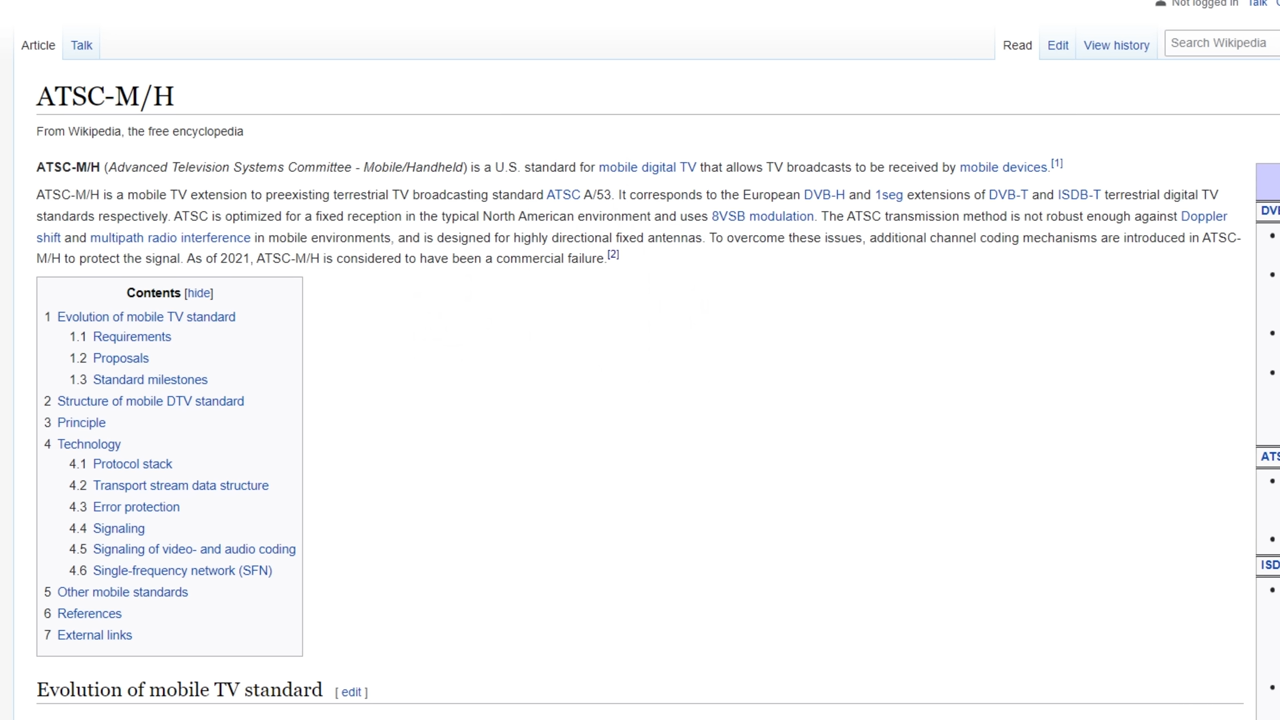 Not logged in Talk
Article Talk Read Edit View history Search Wikipedia
ATSC-M/H
From Wikipedia, the free encyclopedia
ATSC-M/H (Advanced Television Systems Committee - Mobile/Handheld) is a U.S. standard for mobile digital TV that allows TV broadcasts to be received by mobile devices.[1]
ATSC-M/H is a mobile TV extension to preexisting terrestrial TV broadcasting standard ATSC A/53. It corresponds to the European DVB-H and 1seg extensions of DVB-T and ISDB-T terrestrial digital TV
standards respectively. ATSC is optimized for a fixed reception in the typical North American environment and uses 8VSB modulation. The ATSC transmission method is not robust enough against Doppler
shift and multipath radio interference in mobile environments, and is designed for highly directional fixed antennas. To overcome these issues, additional channel coding mechanisms are introduced in ATSC-
M/H to protect the signal. As of 2021, ATSC-M/H is considered to have been a commercial failure.[2]
Contents [hide]
1 Evolution of mobile TV standard
1.1 Requirements
1.2 Proposals
1.3 Standard milestones
2 Structure of mobile DTV standard
3 Principle
4 Technology
4.1 Protocol stack
4.2 Transport stream data structure
4.3 Error protection
4.4 Signaling
4.5 Signaling of video- and audio coding
4.6 Single-frequency network (SFN)
5 Other mobile standards
6 References
7 External links
Evolution of mobile TV standard [ edit ]